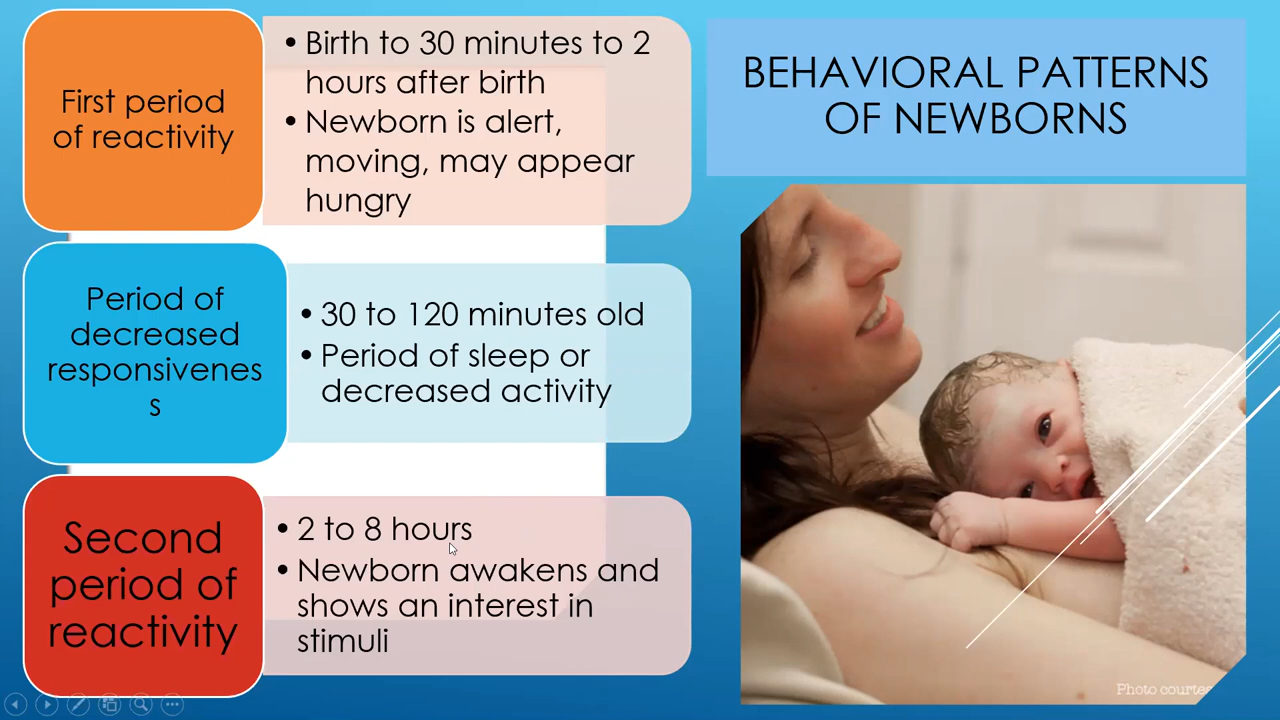 BEHAVIORAL PATTERNS
OF NEWBORNS
First period
of reactivity
• Birth to 30 minutes to 2
hours after birth
• Newborn is alert,
moving, may appear
hungry
Period of
decreased
responsivenes
s
• 30 to 120 minutes old
• Period of sleep or
decreased activity
Second
period of
reactivity
• 2 to 8 hours
• Newborn awakens and
shows an interest in
stimuli
Photo courtes